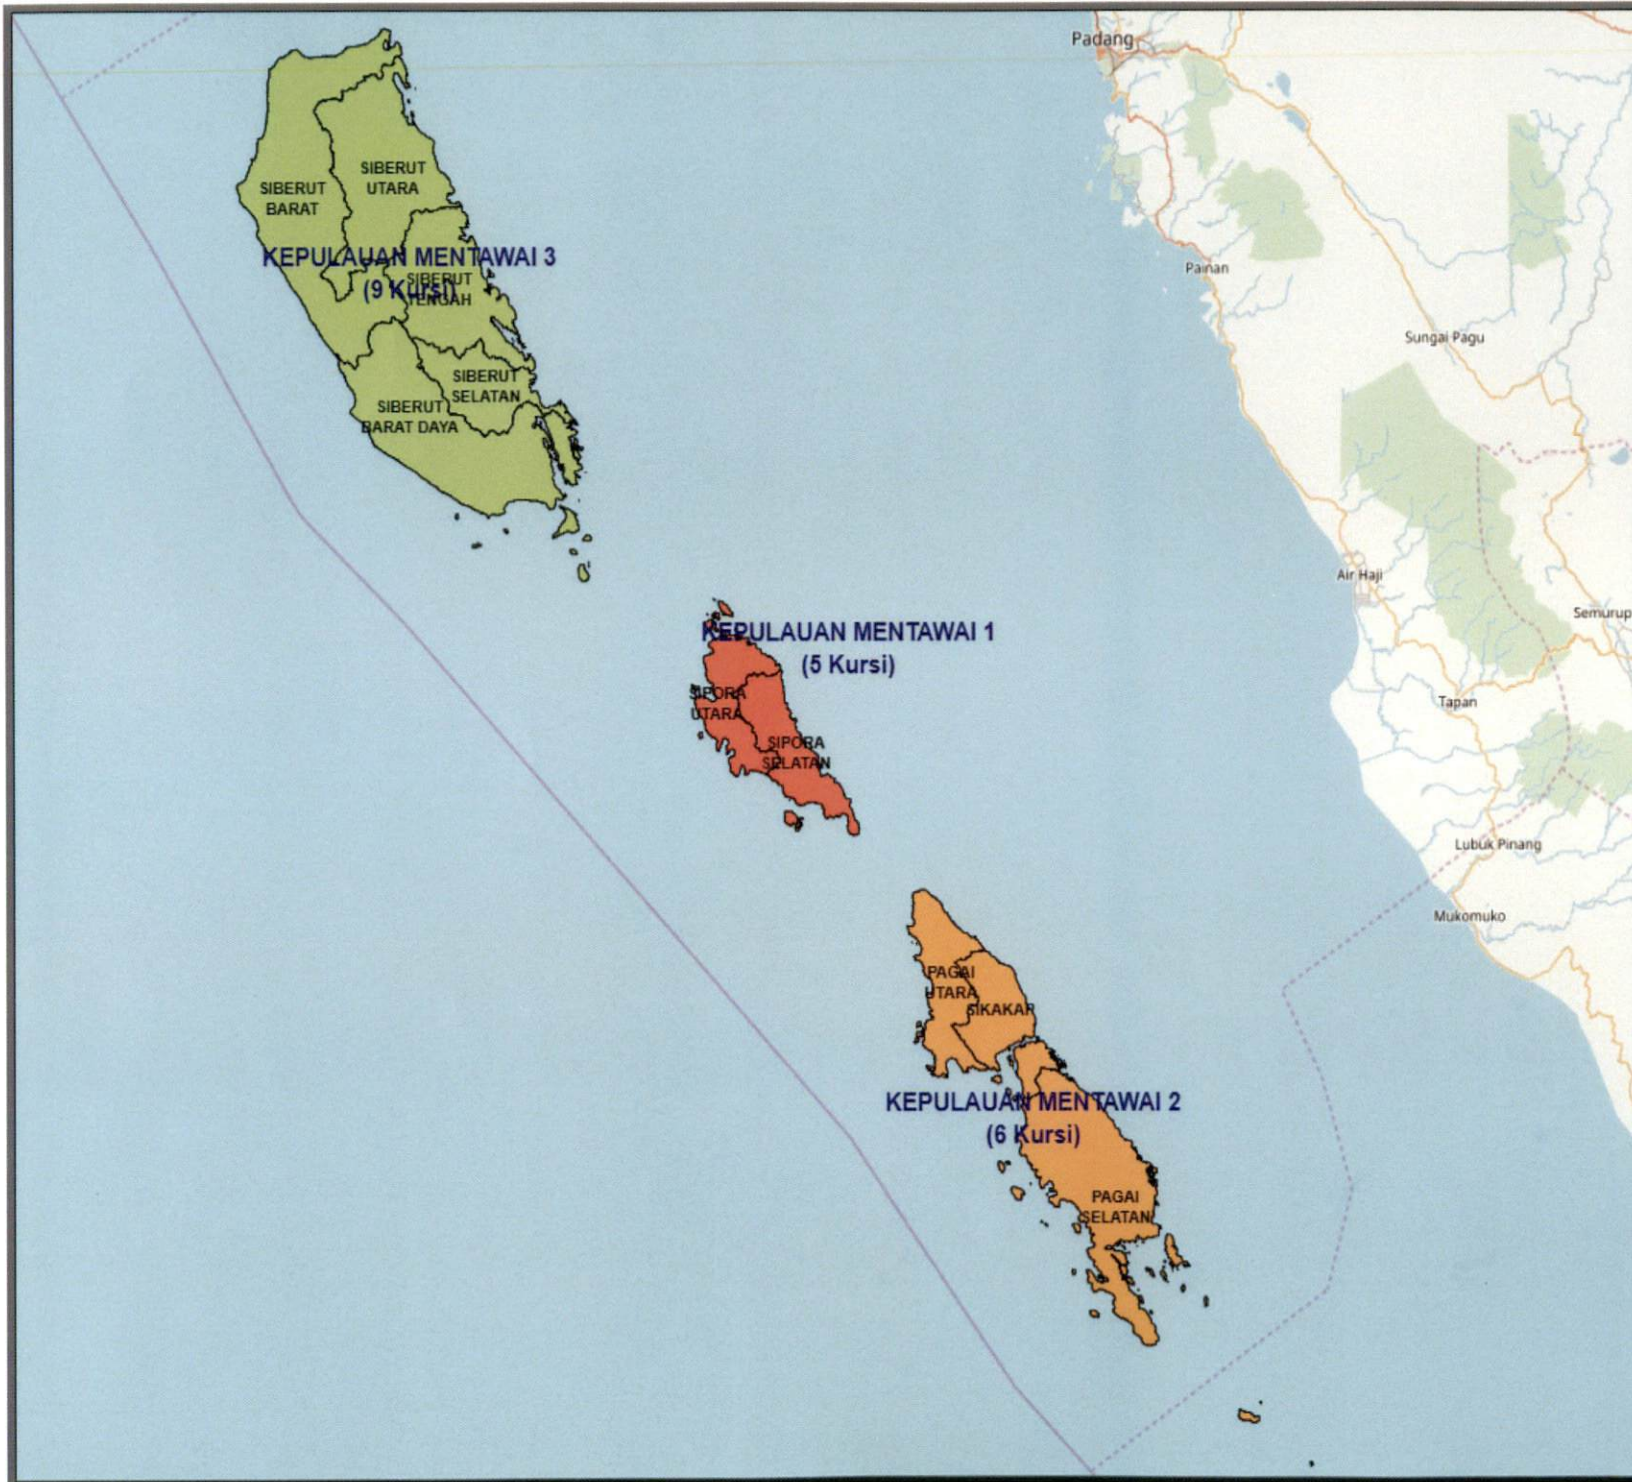 Padang
SIBERUT
UTARA
SIBERUT
BARAT
KEPULAUAN MENTAWAI 3
(9 Kursi)
SIBERUT
TENGAH
Painan
Sungai Pagu
SIBERUT
SELATAN
SIBERUT
BARAT DAYA
Air Haji
Semurup
KEPULAUAN MENTAWAI 1
(5 Kursi)
SIPORA
UTARA
Tapan
SIPORA
SELATAN
Lubuk Pinang
Mukomuko
PAGAI
UTARA
SIKAKAP
KEPULAUAN MENTAWAI 2
(6 Kursi)
PAGAI
SELATAN